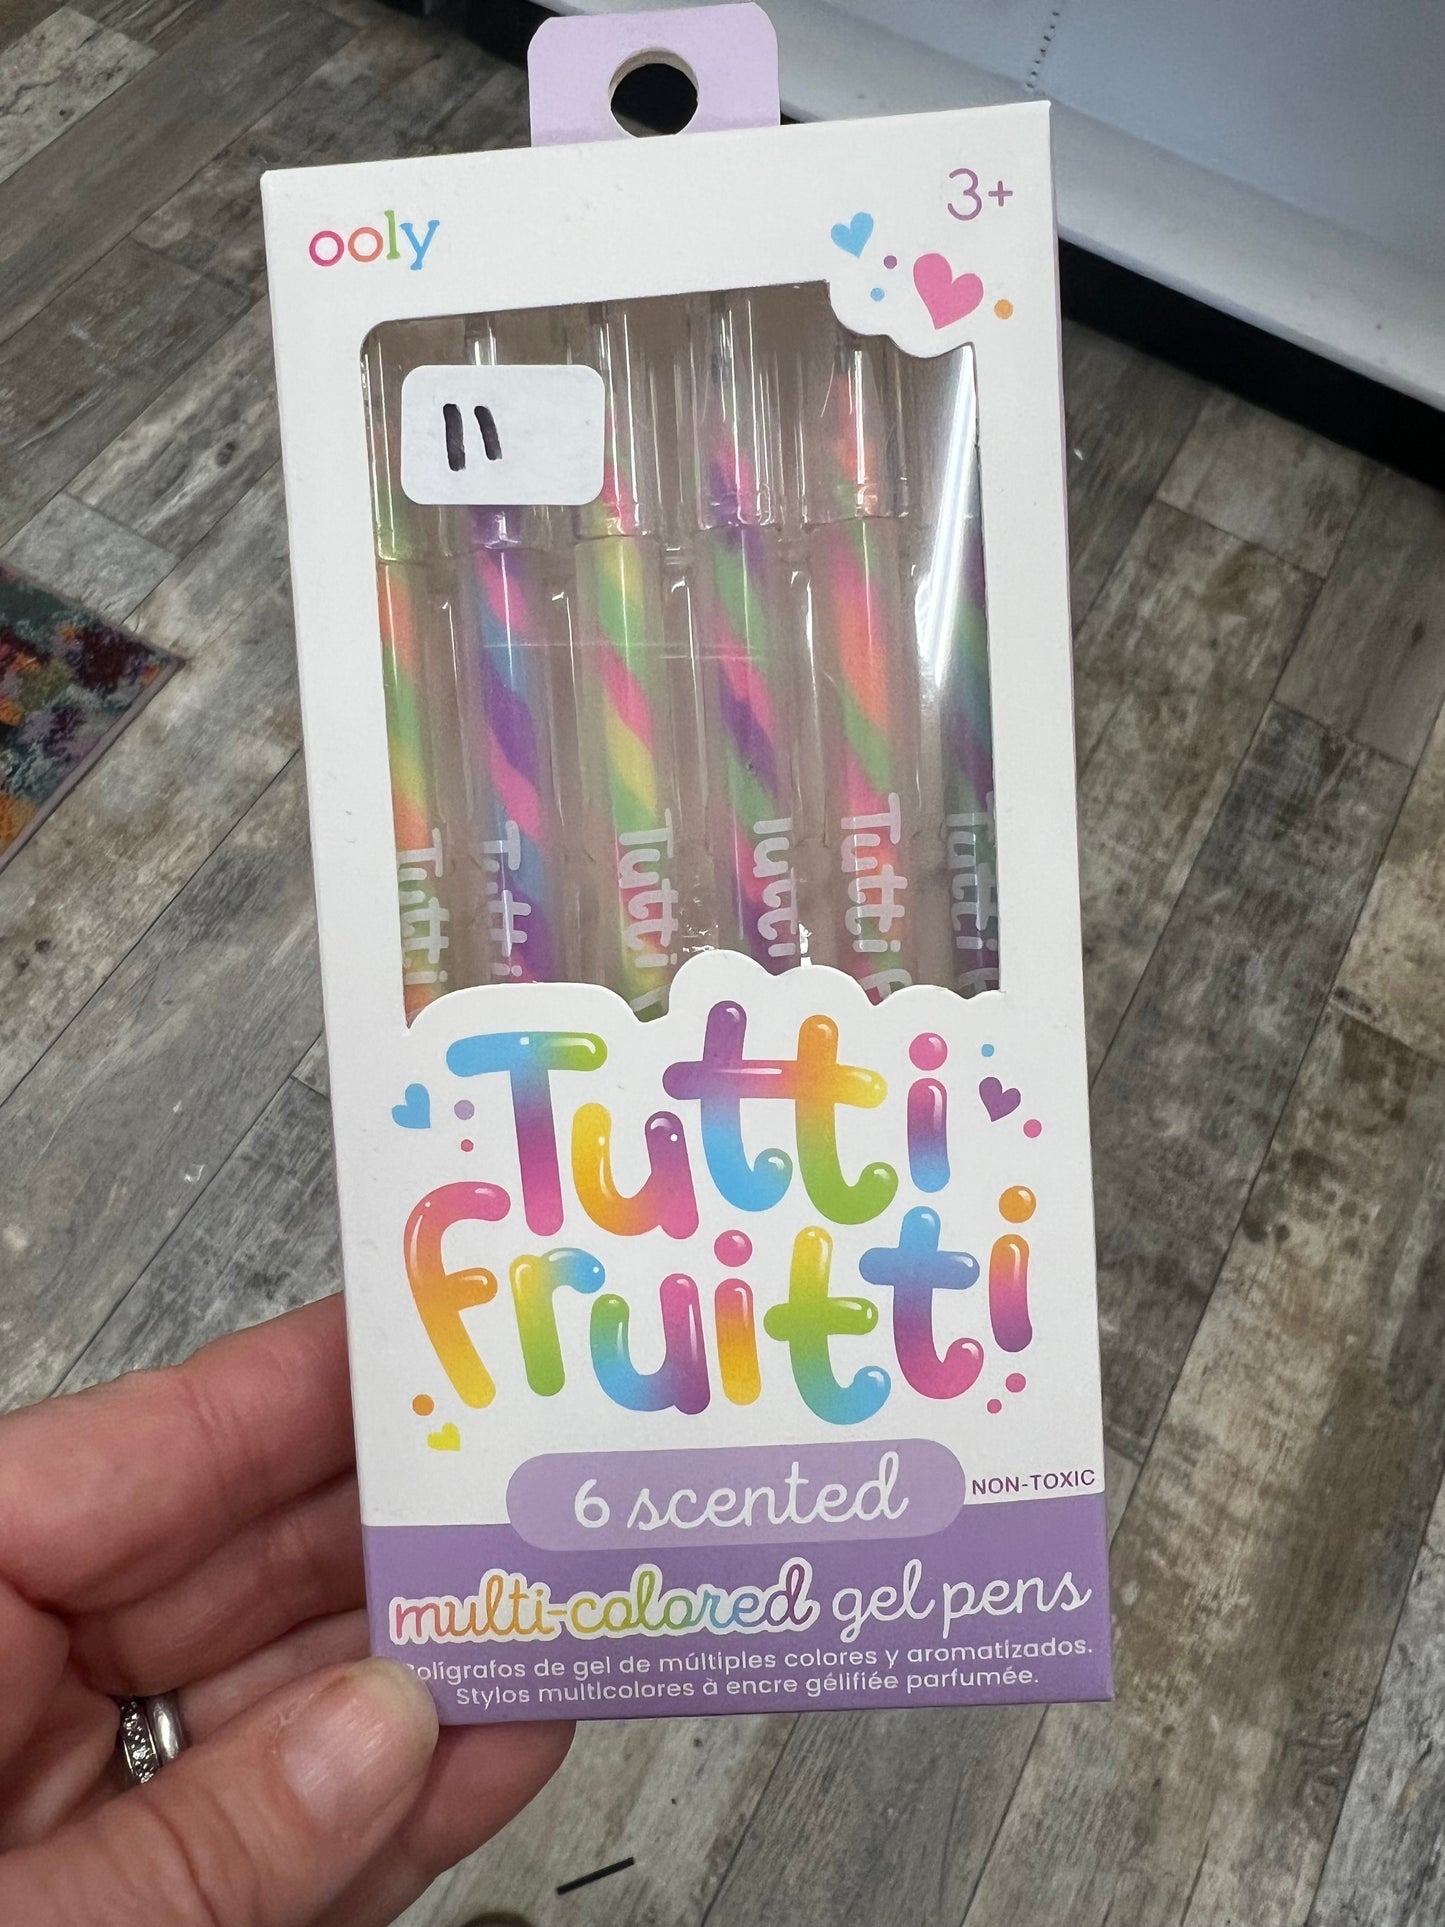 ooly
3+
11
Tutti
Tutti
Tutti
Tutti
Tutti
Tutti
Tutti
fruitti
6 scented
NON-TOXIC
multi-colored gel pens
de gel de múltiples colores y aromatizados.
Stylos multicolores à encre gélifiée parfumée.